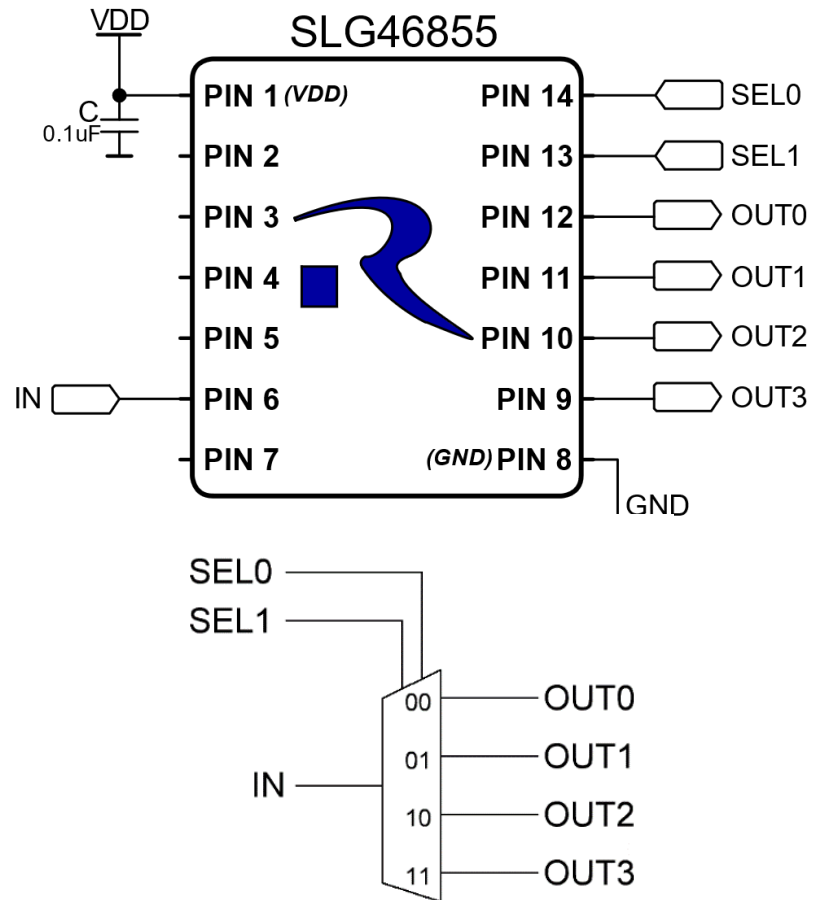 VDD
SLG46855
C
0.1uF
PIN 1 (VDD)
PIN 2
PIN 3
PIN 4
PIN 5
IN
PIN 6
PIN 7
PIN 14
SEL0
PIN 13
SEL1
PIN 12
OUT0
PIN 11
OUT1
PIN 10
OUT2
PIN 9
OUT3
(GND) PIN 8
GND
SEL0
SEL1
IN
00
OUT0
01
OUT1
10
OUT2
11
OUT3